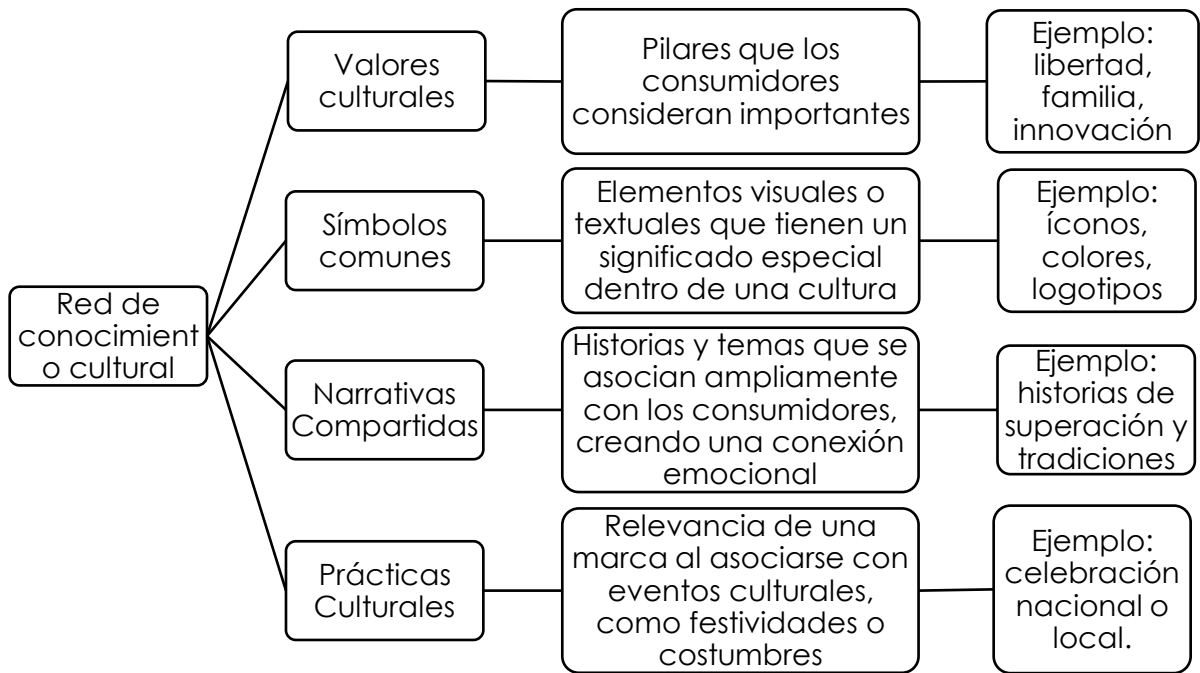 Red de
conocimient
o cultural
Valores
culturales
Pilares que los
consumidores
consideran importantes
Ejemplo:
libertad,
familia,
innovación
Símbolos
comunes
Elementos visuales o
textuales que tienen un
significado especial
dentro de una cultura
Ejemplo:
íconos,
colores,
logotipos
Narrativas
Compartidas
Historias y temas que se
asocian ampliamente
con los consumidores,
creando una conexión
emocional
Ejemplo:
historias de
superación y
tradiciones
Prácticas
Culturales
Relevancia de una
marca al asociarse con
eventos culturales,
como festividades o
costumbres
Ejemplo:
celebración
nacional o
local.